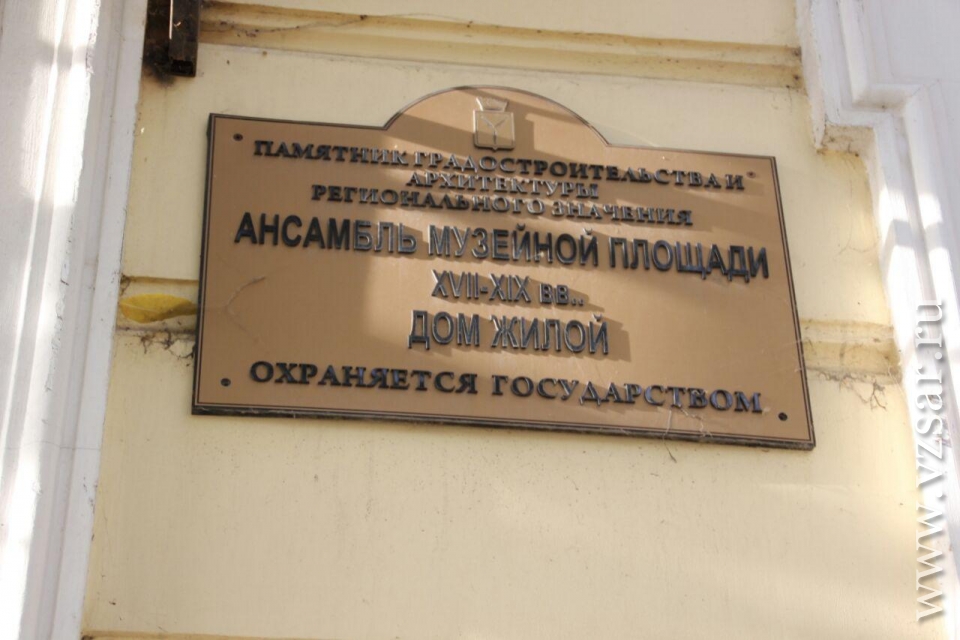 ПАМЯТНИК ГРАДОСТРОИТЕЛЬСТВА И
АРХИТЕКТУРЫ
РЕГИОНАЛЬНОГО ЗНАЧЕНИЯ
АНСАМБЛЬ МУЗЕЙНОЙ ПЛОЩАДИ
XVII-XIX ВВ..
ДОМ ЖИЛОЙ
ОХРАНЯЕТСЯ ГОСУДАРСТВОМ
www.vzsar.ru